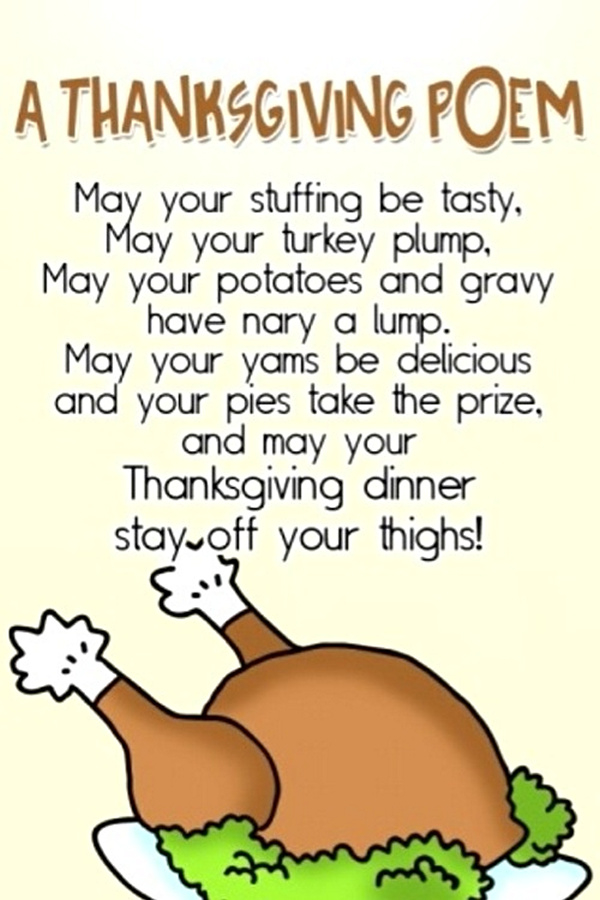 A THANKSGIVING POEM
May your stuffing be tasty,
May your turkey plump,
May your potatoes and gravy
have nary a lump.
May your yams be delicious
and your pies take the prize,
and may your
Thanksgiving dinner
stay off your thighs!